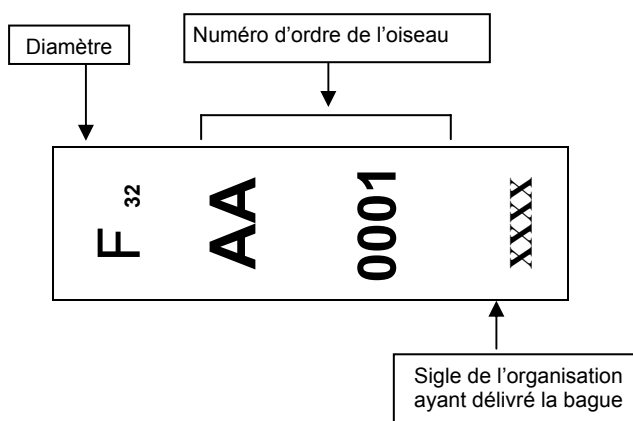 Diamètre
Numéro d'ordre de l'oiseau
F 32
AA
0001
XXXX
Sigle de l'organisation
ayant délivré la bague